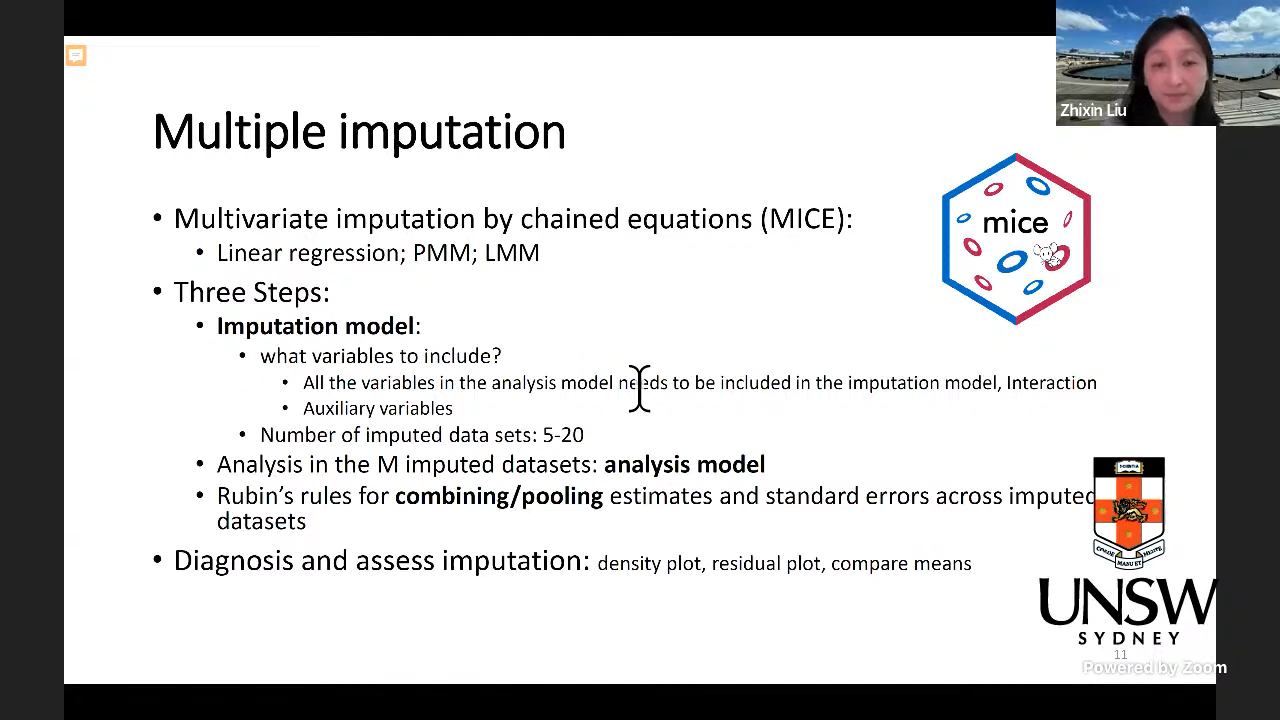 Zhixin Liu
Multiple imputation
mice
• Multivariate imputation by chained equations (MICE):
• Linear regression; PMM; LMM
• Three Steps:
• Imputation model:
• what variables to include?
• All the variables in the analysis model needs to be included in the imputation model, Interaction
• Auxiliary variables
• Number of imputed data sets: 5-20
• Analysis in the M imputed datasets: analysis model
• Rubin's rules for combining/pooling estimates and standard errors across imputed
datasets
• Diagnosis and assess imputation: density plot, residual plot, compare means
SCIENTIA
MANU ET
UNSW
SYDNEY
11
Powered by Zoom